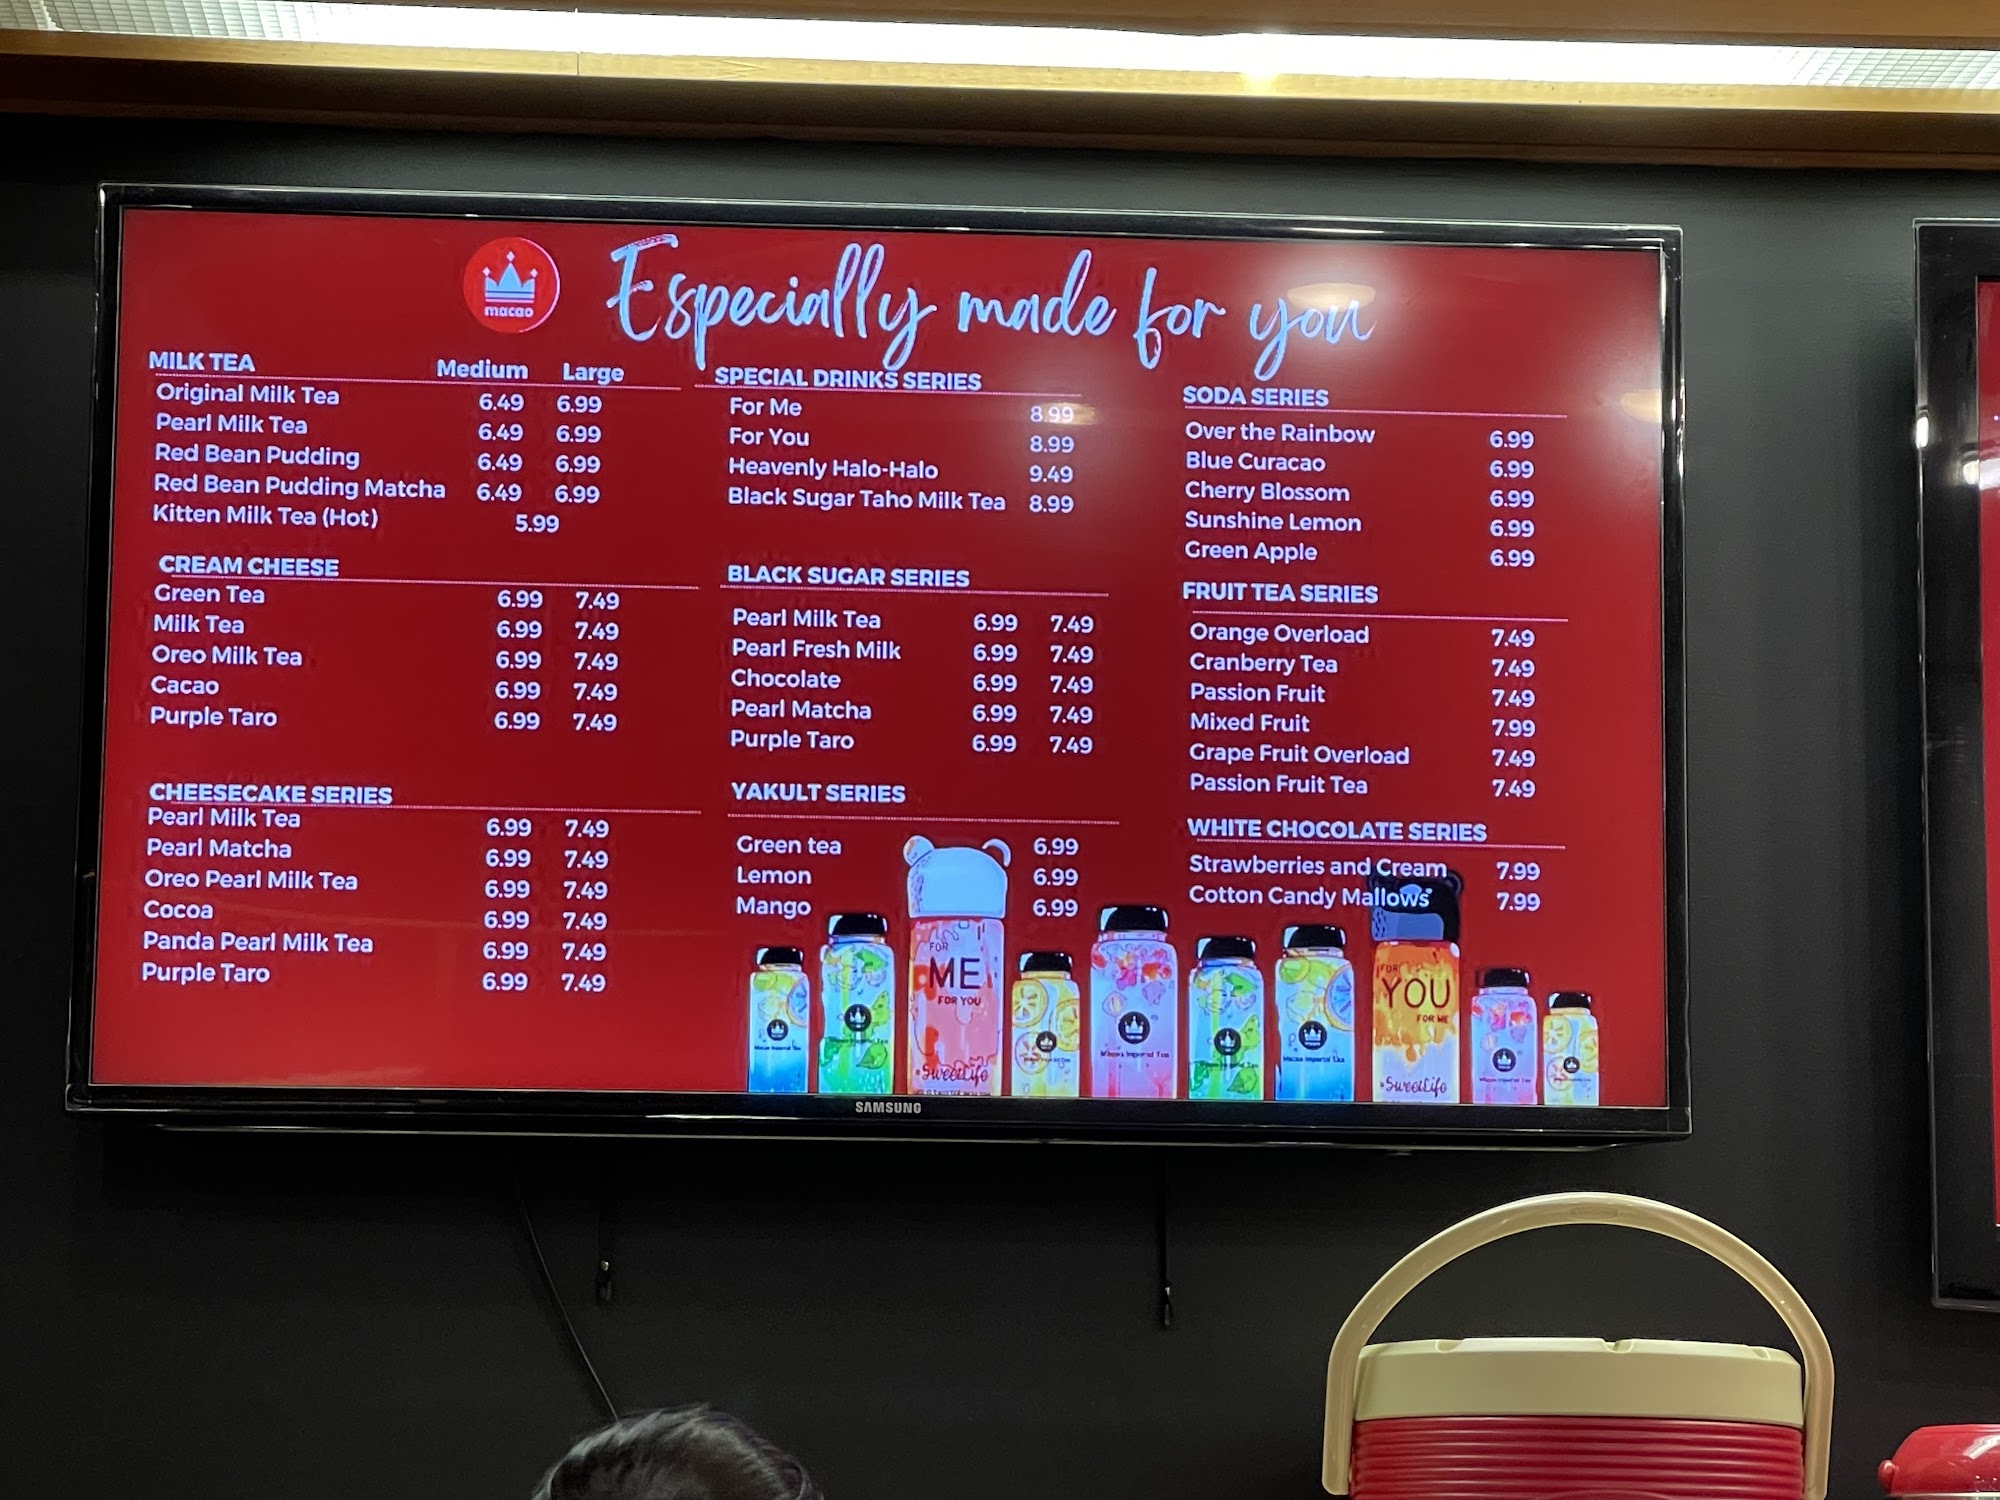 macao
Especially made for you
MILK TEA Medium Large
Original Milk Tea 6.49 6.99
Pearl Milk Tea 6.49 6.99
Red Bean Pudding 6.49 6.99
Red Bean Pudding Matcha 6.49 6.99
Kitten Milk Tea (Hot) 5.99
CREAM CHEESE
Green Tea 6.99 7.49
Milk Tea 6.99 7.49
Oreo Milk Tea 6.99 7.49
Cacao 6.99 7.49
Purple Taro 6.99 7.49
CHEESECAKE SERIES
Pearl Milk Tea 6.99 7.49
Pearl Matcha 6.99 7.49
Oreo Pearl Milk Tea 6.99 7.49
Cocoa 6.99 7.49
Panda Pearl Milk Tea 6.99 7.49
Purple Taro 6.99 7.49
SPECIAL DRINKS SERIES
For Me 8.99
For You 8.99
Heavenly Halo-Halo 9.49
Black Sugar Taho Milk Tea 8.99
BLACK SUGAR SERIES
Pearl Milk Tea 6.99 7.49
Pearl Fresh Milk 6.99 7.49
Chocolate 6.99 7.49
Pearl Matcha 6.99 7.49
Purple Taro 6.99 7.49
YAKULT SERIES
Green tea 6.99
Lemon 6.99
Mango 6.99
SODA SERIES
Over the Rainbow 6.99
Blue Curacao 6.99
Cherry Blossom 6.99
Sunshine Lemon 6.99
Green Apple 6.99
FRUIT TEA SERIES
Orange Overload 7.49
Cranberry Tea 7.49
Passion Fruit 7.49
Mixed Fruit 7.99
Grape Fruit Overload 7.49
Passion Fruit Tea 7.49
WHITE CHOCOLATE SERIES
Strawberries and Cream 7.99
Cotton Candy Mallows 7.99
FOR
ME
FOR YOU
SweetLife
Macao Imperial Tea
Macao Imperial Tea
FOR
YOU
FOR ME
SweetLife
SAMSUNG